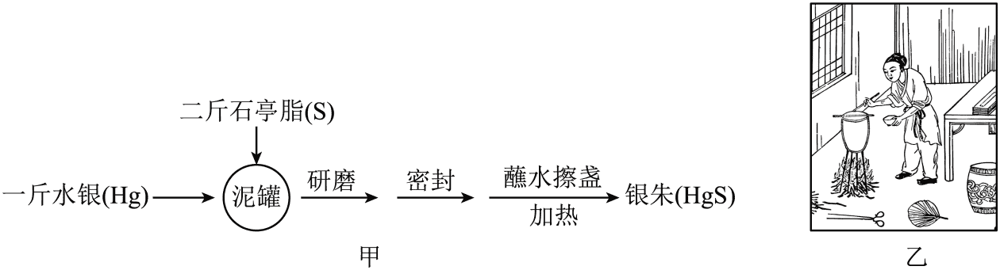 二斤石亭脂(S)
一斤水银(Hg)
泥罐
研磨
密封
蘸水擦盏
加热
银朱(HgS)
甲
乙